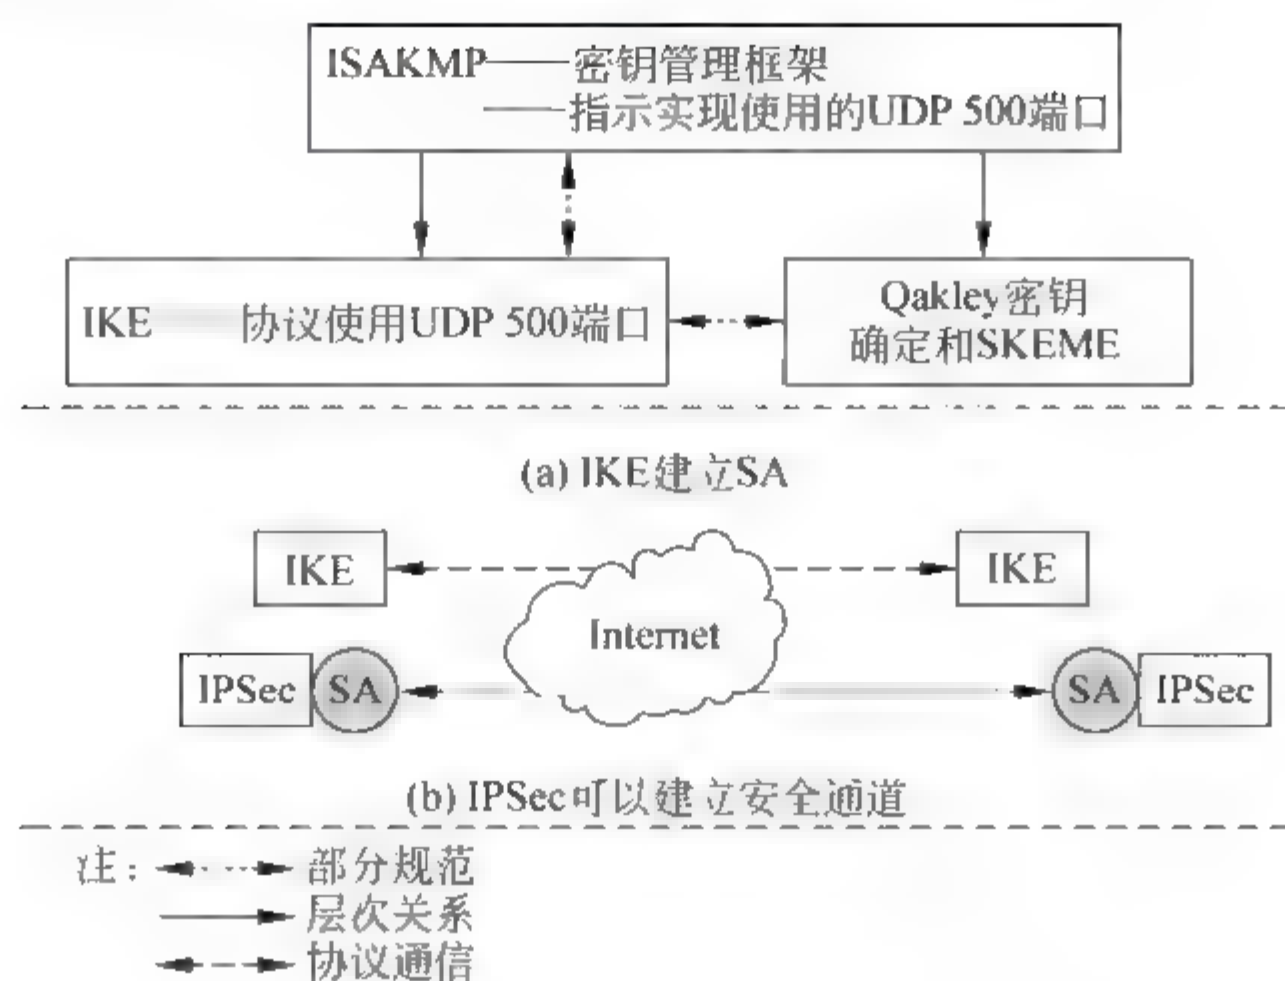 ISAKMP——密钥管理框架
——指示实现使用的UDP 500端口
IKE——协议使用UDP 500端口
Qakley密钥
确定和SKEME
(a) IKE建立SA
IKE
IKE
Internet
IPSec SA
SA IPSec
(b) IPSec可以建立安全通道
注: 部分规范
层次关系
协议通信